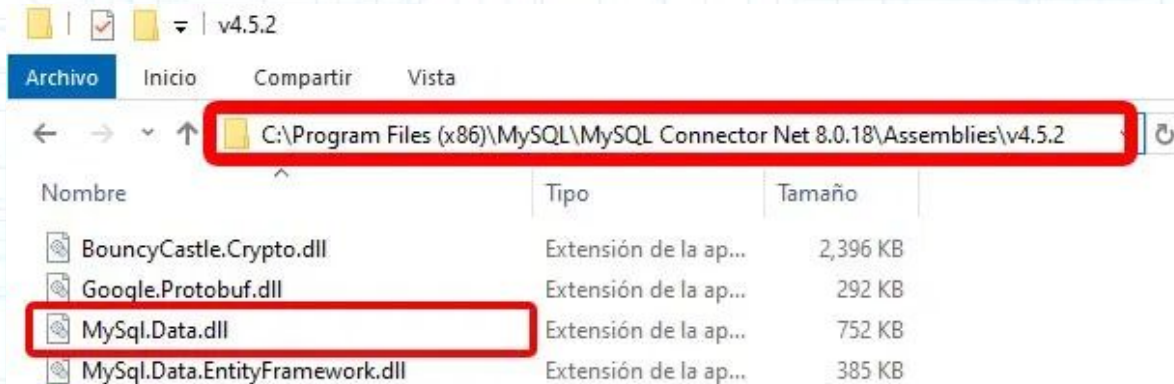 v4.5.2
Archivo Inicio Compartir Vista
C:\Program Files (x86)\MySQL\MySQL Connector Net 8.0.18\Assemblies\v4.5.2
Nombre Tipo Tamaño
BouncyCastle.Crypto.dll Extensión de la ap... 2,396 KB
Google.Protobuf.dll Extensión de la ap... 292 KB
MySql.Data.dll Extensión de la ap... 752 KB
MySql.Data.EntityFramework.dll Extensión de la ap... 385 KB